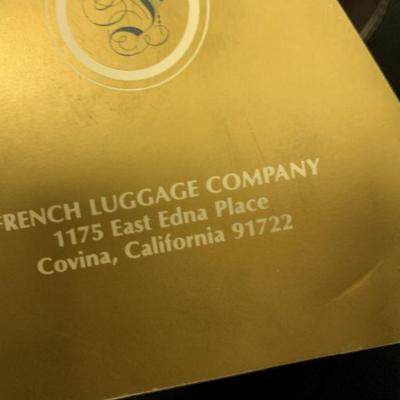 FRENCH LUGGAGE COMPANY
1175 East Edna Place
Covina, California 91722